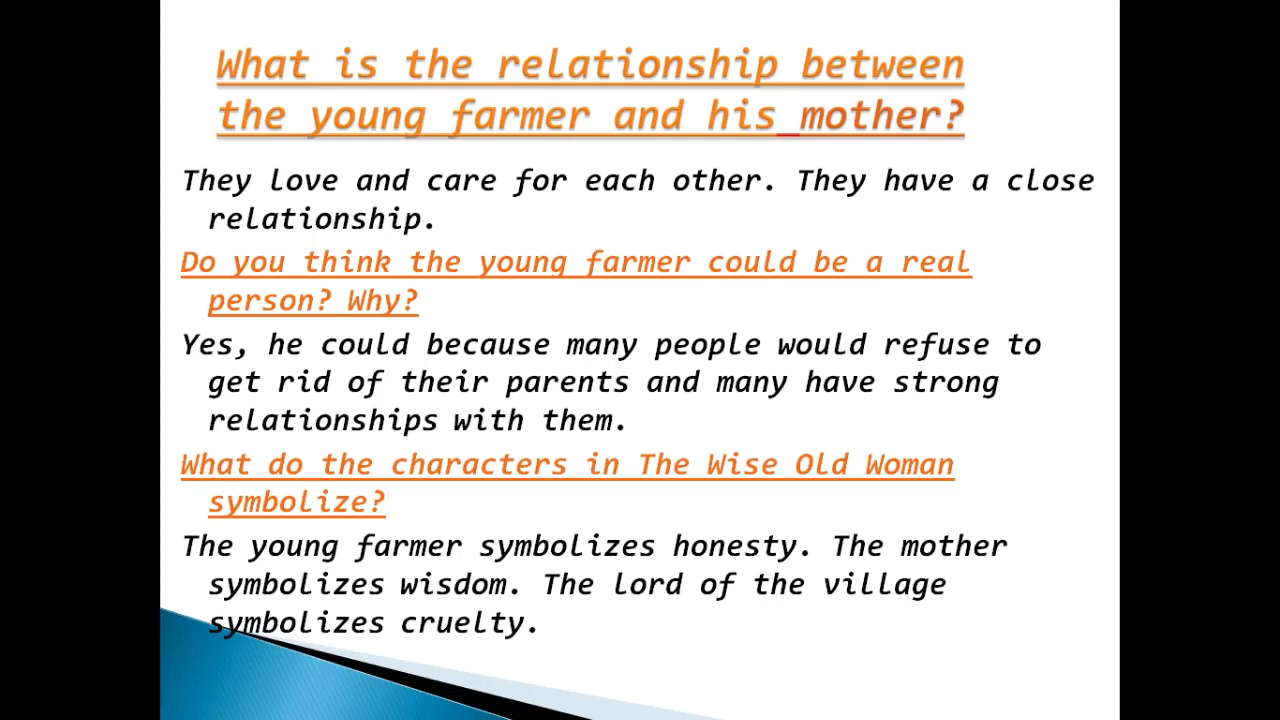 What is the relationship between
the young farmer and his mother?
They love and care for each other. They have a close
relationship.
Do you think the young farmer could be a real
person? Why?
Yes, he could because many people would refuse to
get rid of their parents and many have strong
relationships with them.
What do the characters in The Wise Old Woman
symbolize?
The young farmer symbolizes honesty. The mother
symbolizes wisdom. The lord of the village
symbolizes cruelty.